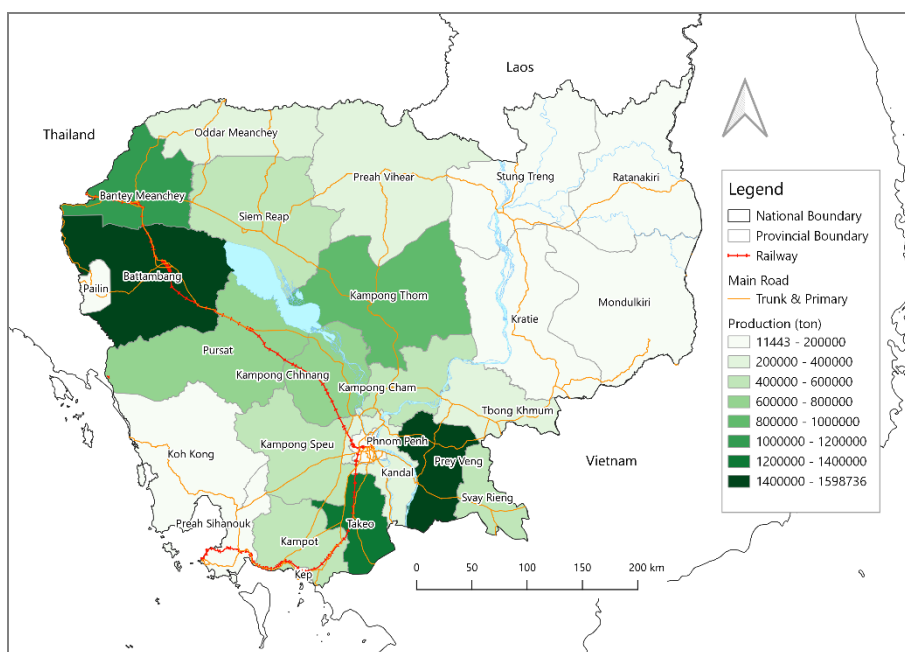 Laos
Thailand
Oddar Meanchey
Stung Treng
Ratanakiri
Preah Vihear
Bantey Meanchey
Siem Reap
Battambang
Pailin
Kampong Thom
Mondulkiri
Kratie
Pursat
Kampong Chhnang
Kampong Cham
Tbong Khmum
Kampong Speu
Phnom Penh
Koh Kong
Kandal
Prey Veng
Vietnam
Svay Rieng
Preah Sihanouk
Takeo
Kampot
Kep
0 50 100 150 200 km
Legend
National Boundary
Provincial Boundary
Railway
Main Road
Trunk & Primary
Production (ton)
11443 - 200000
200000 - 400000
400000 - 600000
600000 - 800000
800000 - 1000000
1000000 - 1200000
1200000 - 1400000
1400000 - 1598736